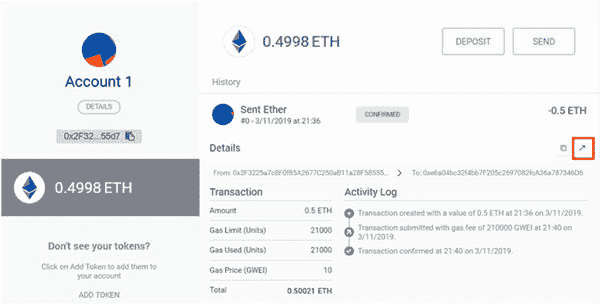 Account 1
DETAILS
0x2F32...55d7
0.4998 ETH
Don't see your tokens?
Click on Add Token to add them to
your account
ADD TOKEN
0.4998 ETH
DEPOSIT
SEND
History
Sent Ether
#0 - 3/11/2019 at 21:36
CONFIRMED
-0.5 ETH
Details
From: To:
Transaction
Amount 0.5 ETH
Gas Limit (Units) 21000
Gas Used (Units) 21000
Gas Price (GWEI) 10
Total 0.50021 ETH
Activity Log
Transaction created with a value of 0.5 ETH at 21:36 on 3/11/2019.
Transaction submitted with gas fee of 210000 GWEI at 21:40 on
3/11/2019.
Transaction confirmed at 21:40 on 3/11/2019.